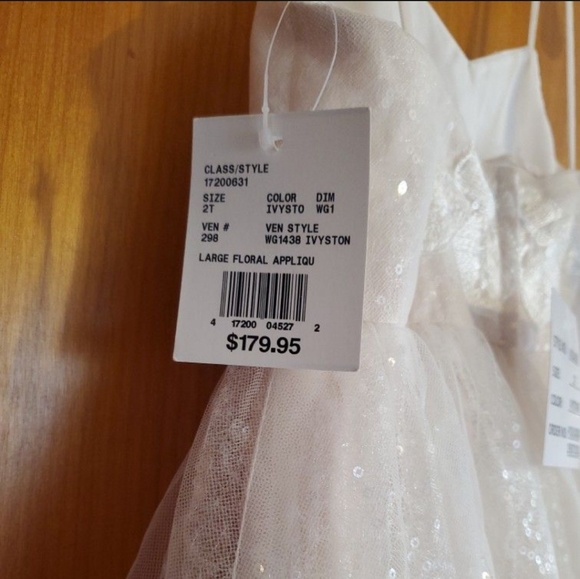 CLASS/STYLE
17200631
SIZE COLOR DIM
2T IVYSTO WG1
VEN # VEN STYLE
298 WG1438 IVYSTON
LARGE FLORAL APPLIQU
4 17200 04527 2
$179.95